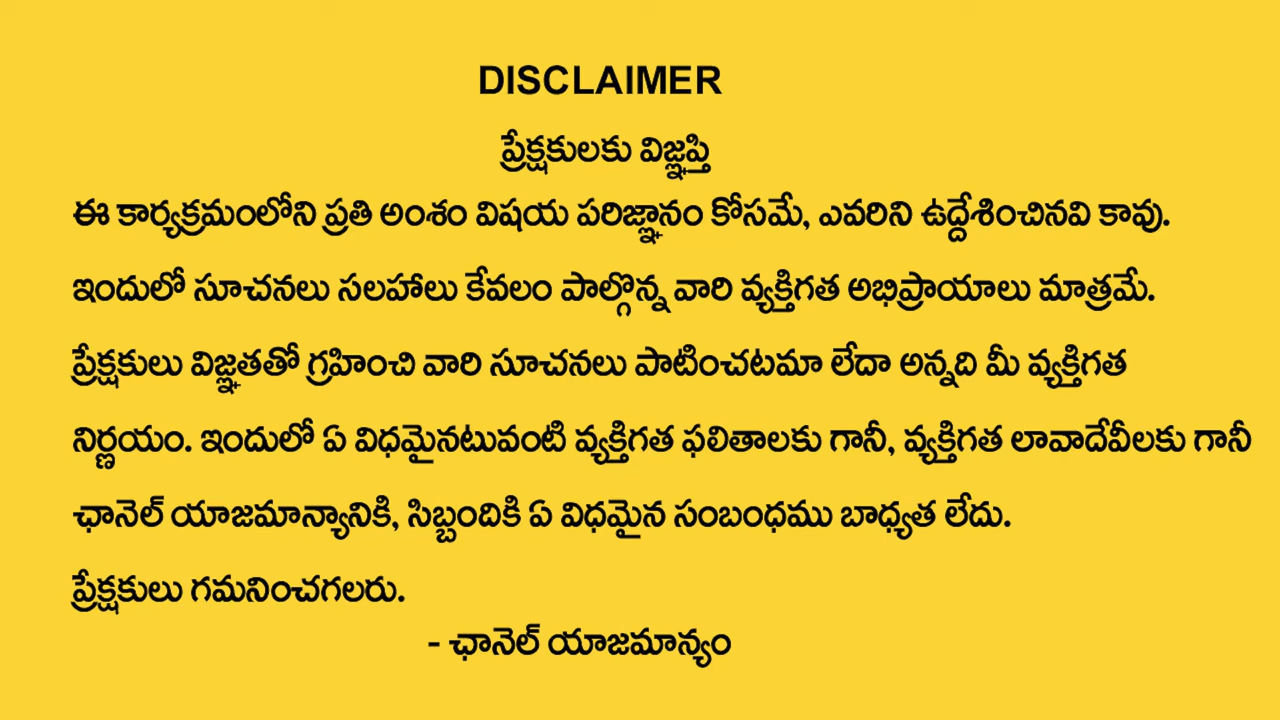 DISCLAIMER
ప్రేక్షకులకు విజ్ఞప్తి
ఈ కార్యక్రమంలోని ప్రతి అంశం విషయ పరిజ్ఞానం కోసమే, ఎవరిని ఉద్దేశించినవి కావు.
ఇందులో సూచనలు సలహాలు కేవలం పాల్గొన్న వారి వ్యక్తిగత అభిప్రాయాలు మాత్రమే.
ప్రేక్షకులు విజ్ఞతతో గ్రహించి వారి సూచనలు పాటించటమా లేదా అన్నది మీ వ్యక్తిగత
నిర్ణయం. ఇందులో ఏ విధమైనటువంటి వ్యక్తిగత ఫలితాలకు గానీ, వ్యక్తిగత లావాదేవీలకు గానీ
ఛానెల్ యాజమాన్యానికి, సిబ్బందికి ఏ విధమైన సంబంధము బాధ్యత లేదు.
ప్రేక్షకులు గమనించగలరు.
- ఛానెల్ యాజమాన్యం